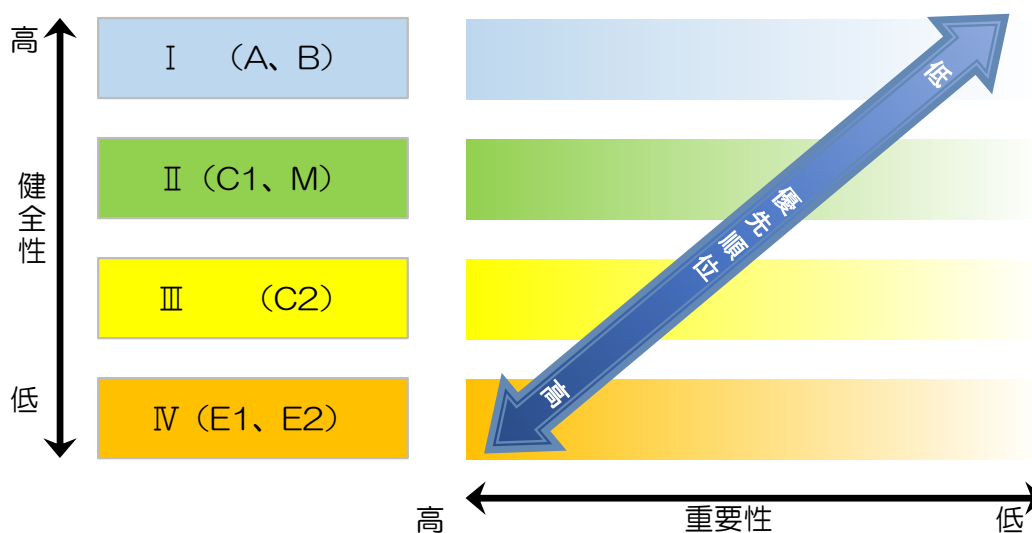 高
健全性
低
Ⅰ （A、B）
Ⅱ（C1、M）
Ⅲ （C2）
Ⅳ（E1、E2）
低
優先順位
高
高
重要性
低